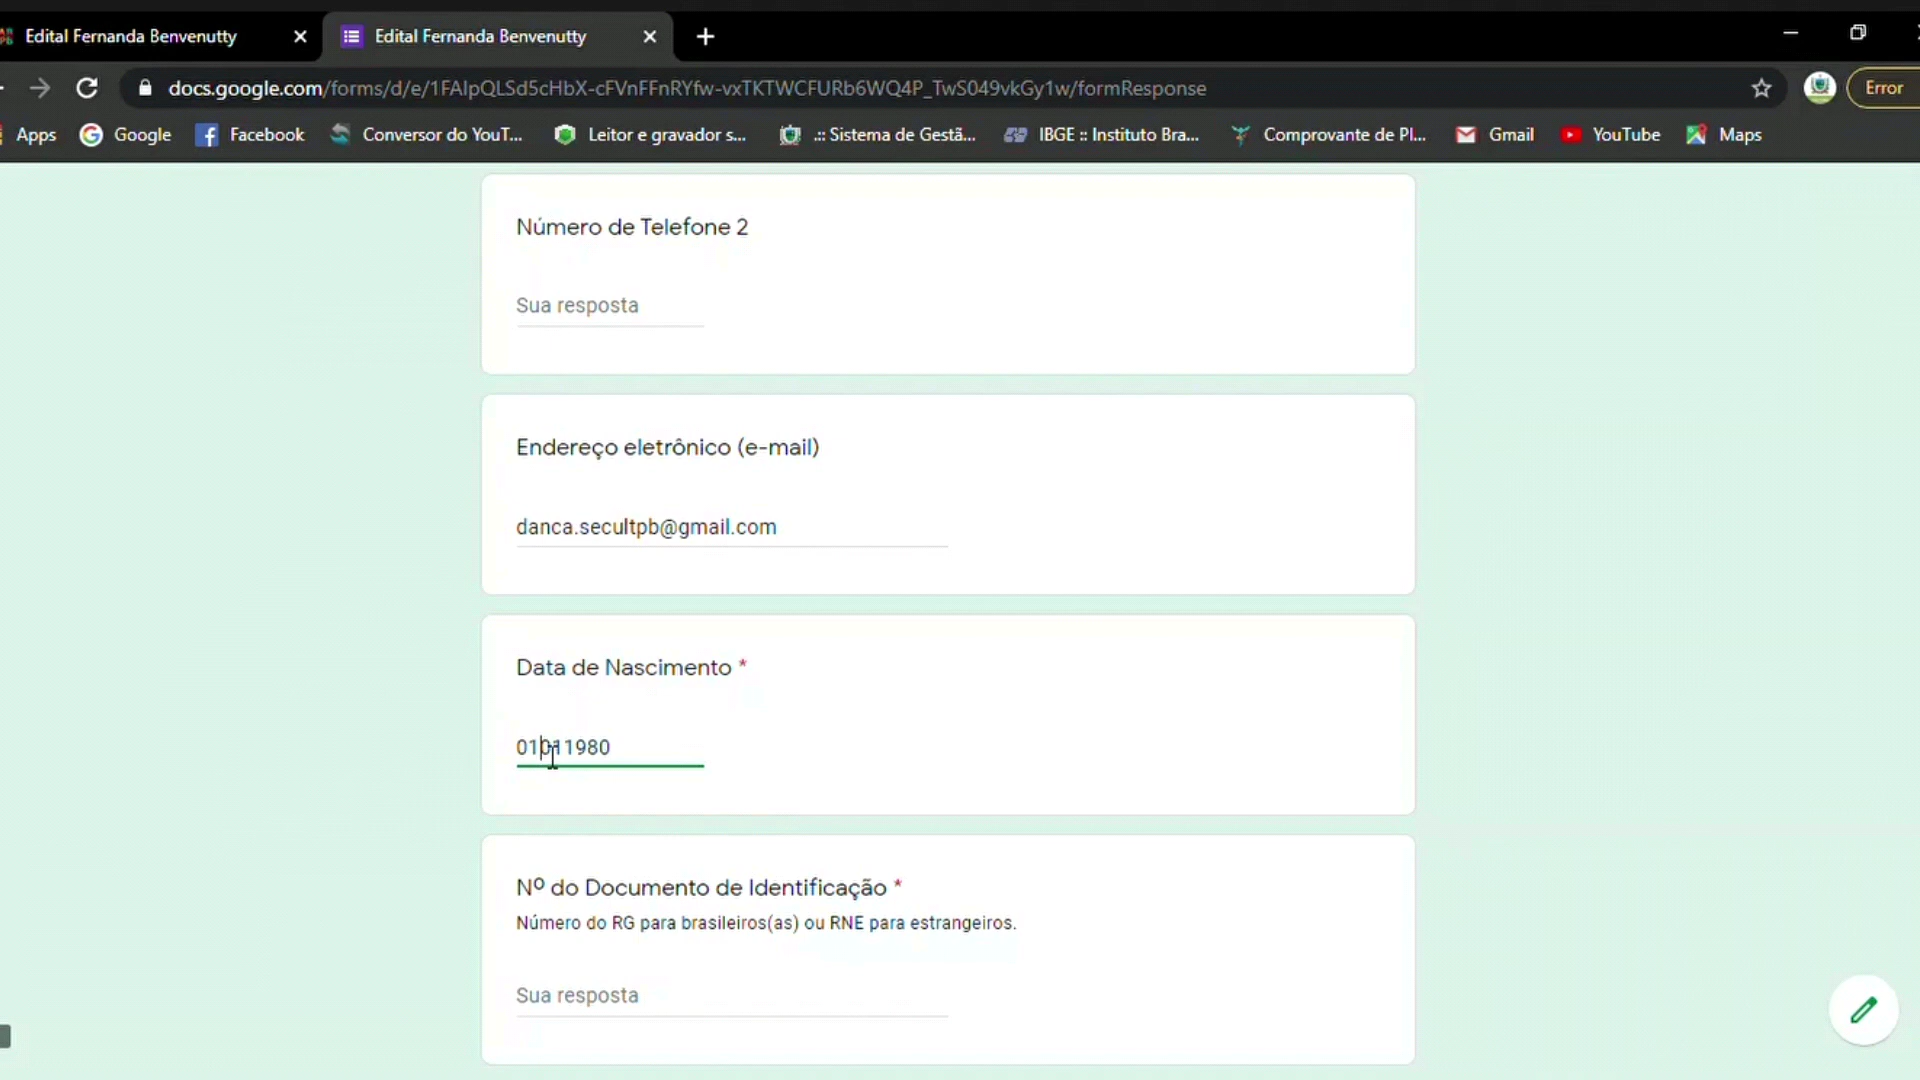 Edital Fernanda Benvenutty
Edital Fernanda Benvenutty
docs.google.com/forms/d/e/1FAIpQLSd5cHbX-cFVnFFnRYfw-vxTKTWCFURb6WQ4P_TwS049vkGy1w/formResponse
Error
Apps Google Facebook Conversor do YouT... Leitor e gravador s... .:: Sistema de Gestã... IBGE :: Instituto Bra... Comprovante de Pl... Gmail YouTube Maps
Número de Telefone 2
Sua resposta
Endereço eletrônico (e-mail)
danca.secultpb@gmail.com
Data de Nascimento *
01011980
Nº do Documento de Identificação *
Número do RG para brasileiros(as) ou RNE para estrangeiros.
Sua resposta